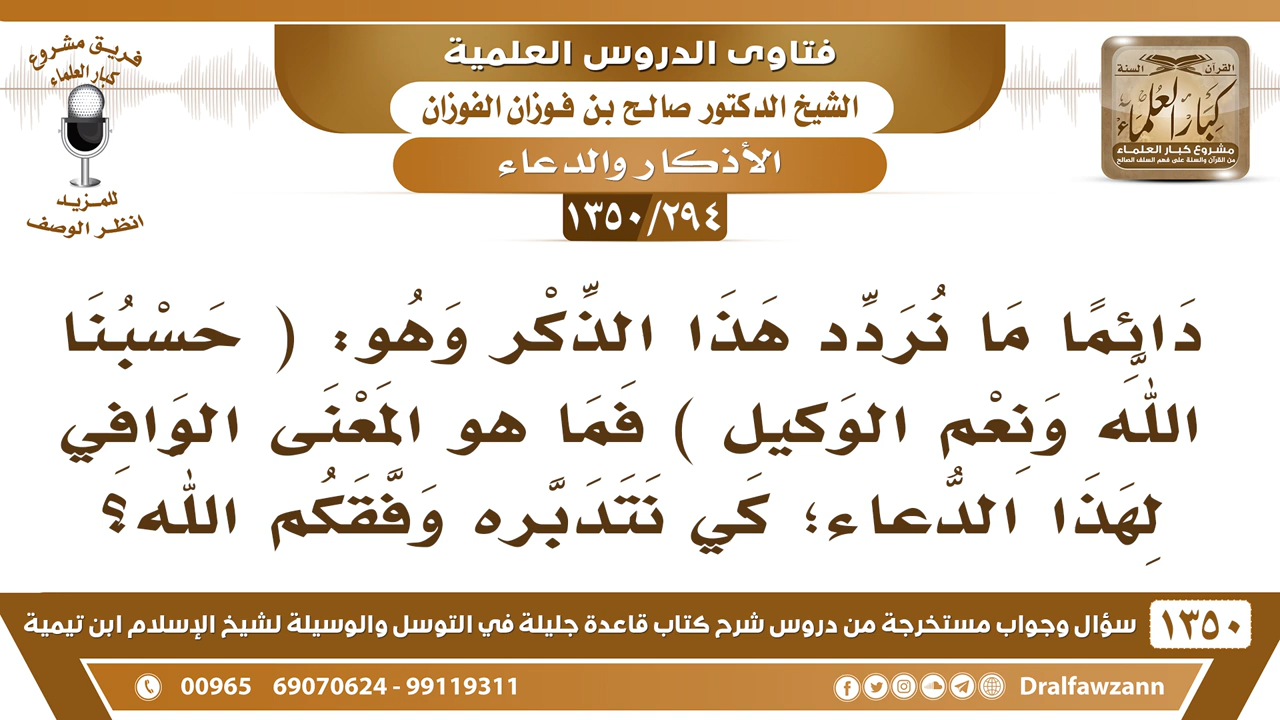 فتاوى الدروس العلمية
الشيخ الدكتور صالح بن فوزان الفوزان
الأذكار والدعاء
١٣٥٠/٢٩٤
فريق مشروع
كبار العلماء
للمزيد
انظر الوصف
القرآن السنة
كبار العلماء
مشروع كبار العلماء
من القرآن والسنة على فهم السلف الصالح
دَائِمًا مَا نُرَدِّد هَذَا الذِّكْر وَهُو: ( حَسْبُنَا
اللَّه وَنِعْم الوَكيل ) فَمَا هو المَعْنَى الوَافِي
لِهَذَا الدُّعاء؛ كَي نَتَدَبَّره وَفَّقَكُم الله؟
١٣٥٠ سؤال وجواب مستخرجة من دروس شرح كتاب قاعدة جليلة في التوسل والوسيلة لشيخ الإسلام ابن تيمية
00965 69070624 - 99119311
Dralfawzann